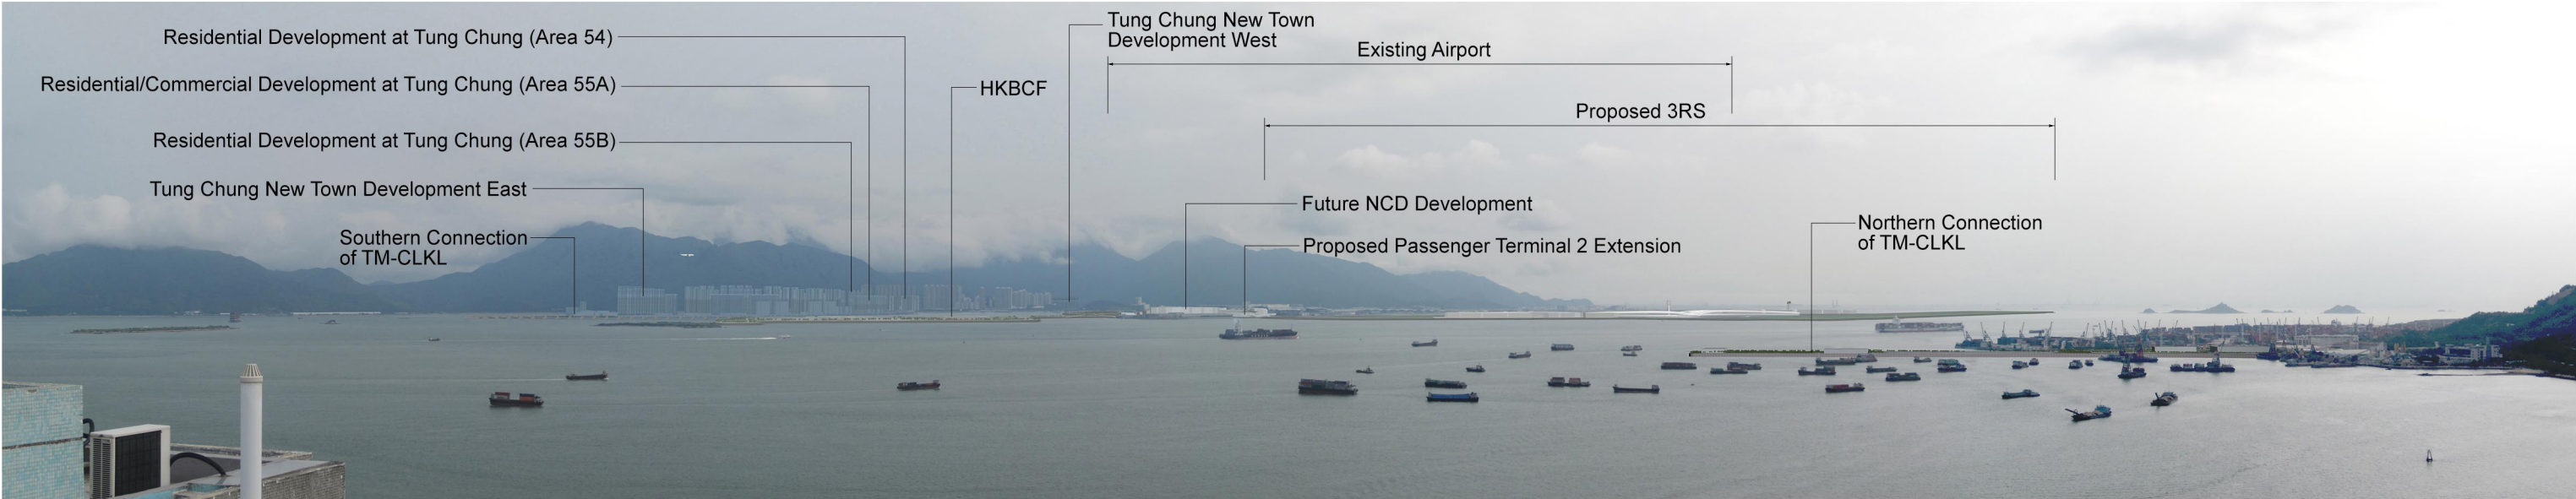 Residential Development at Tung Chung (Area 54)
Residential/Commercial Development at Tung Chung (Area 55A)
Residential Development at Tung Chung (Area 55B)
Tung Chung New Town Development East
Southern Connection
of TM-CLKL
HKBCF
Tung Chung New Town
Development West
Existing Airport
Proposed 3RS
Future NCD Development
Proposed Passenger Terminal 2 Extension
Northern Connection
of TM-CLKL